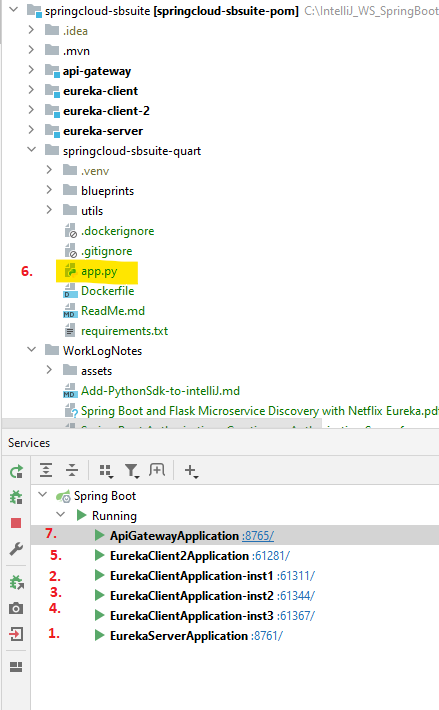 springcloud-sbsuite [springcloud-sbsuite-pom] C:\IntelliJ_WS_SpringBoot
.idea
.mvn
api-gateway
eureka-client
eureka-client-2
eureka-server
springcloud-sbsuite-quart
.venv
blueprints
utils
.dockerignore
.gitignore
6. app.py
Dockerfile
ReadMe.md
requirements.txt
WorkLogNotes
assets
Add-PythonSdk-to-intelliJ.md
Spring Boot and Flask Microservice Discovery with Netflix Eureka.pdf
Services
Spring Boot
Running
7. ApiGatewayApplication :8765/
5. EurekaClient2Application :61281/
2. EurekaClientApplication-inst1 :61311/
3. EurekaClientApplication-inst2 :61344/
4. EurekaClientApplication-inst3 :61367/
1. EurekaServerApplication :8761/